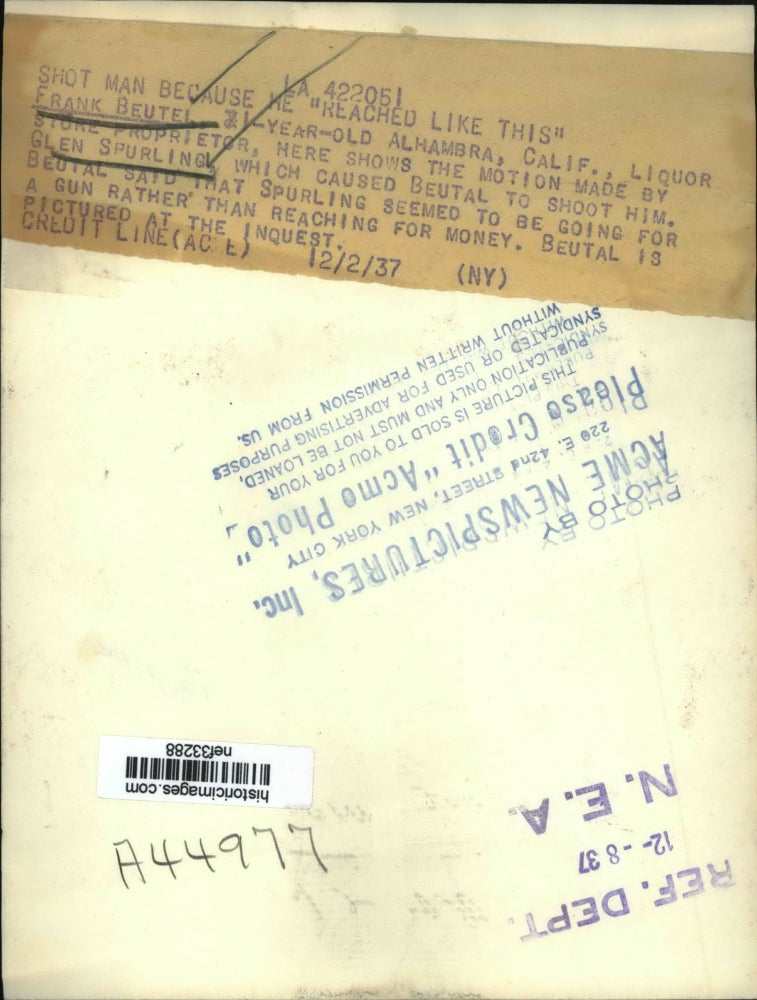 LA 422051
SHOT MAN BECAUSE HE "REACHED LIKE THIS"
FRANK BEUTEL, 31-YEAR-OLD ALHAMBRA, CALIF., LIQUOR
STORE PROPRIETOR, HERE SHOWS THE MOTION MADE BY
GLEN SPURLING, WHICH CAUSED BEUTAL TO SHOOT HIM.
BEUTAL SAID THAT SPURLING SEEMED TO BE GOING FOR
A GUN RATHER THAN REACHING FOR MONEY. BEUTAL IS
PICTURED AT THE INQUEST.
CREDIT LINE(AC E) 12/2/37 (NY)
PHOTO BY
ACME NEWSPICTURES, Inc.
220 E. 42nd STREET, NEW YORK CITY
Please Credit "Acme Photo"
THIS PICTURE IS SOLD TO YOU FOR YOUR
PUBLICATION ONLY AND MUST NOT BE LOANED,
SYNDICATED OR USED FOR ADVERTISING PURPOSES
WITHOUT WRITTEN PERMISSION FROM US.
historicimages.com
nef33288
A44977
REF. DEPT.
12-8 37
N. E. A.